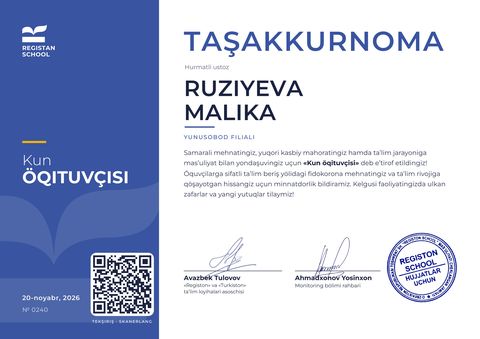 REGISTAN
SCHOOL
Kun
ÖQITUVÇISI
20-noyabr, 2026
№ 0240
TEKŞIRIŞ - SKANERLANG
TAŞAKKURNOMA
Hurmatli ustoz
RUZIYEVA
MALIKA
YUNUSOBOD FILIALI
Samarali mehnatingiz, yuqori kasbiy mahoratingiz hamda ta'lim jarayoniga
mas'uliyat bilan yondaşuvingiz uçun «Kun öqituvçisi» deb e'tirof etildingiz!
Öquvçilarga sifatli ta'lim beriş yölidagi fidokorona mehnatingiz va ta'lim rivojiga
qöşayotgan hissangiz uçun minnatdorlik bildiramiz. Kelgusi faoliyatingizda ulkan
zafarlar va yangi yutuqlar tilaymiz!
Avazbek Tulovov
«Registon» va «Turkiston»
ta'lim loyihalari asoschisi
Ahmadxonov Yosinxon
Monitoring bölimi rahbari
REGISTON
SCHOOL
HUJJATLAR
UCHUN